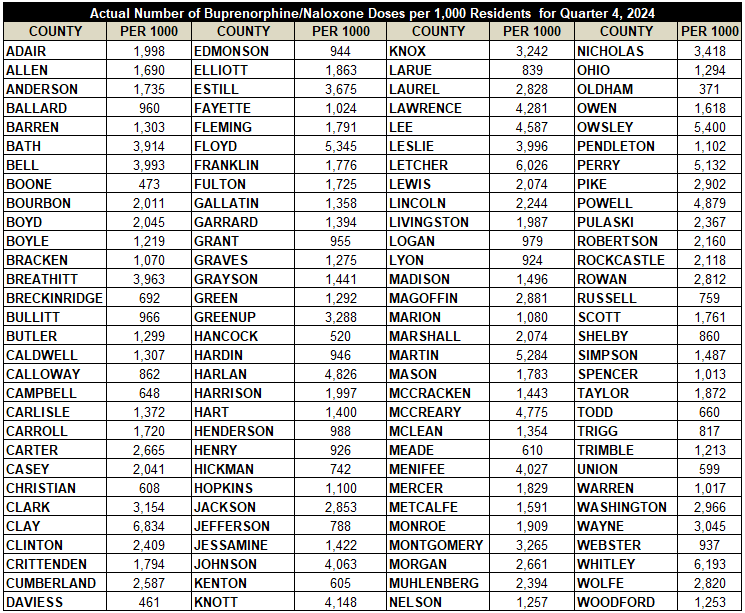 Actual Number of Buprenorphine/Naloxone Doses per 1,000 Residents for Quarter 4, 2024
COUNTY PER 1000 COUNTY PER 1000 COUNTY PER 1000 COUNTY PER 1000
ADAIR 1,998 EDMONSON 944 KNOX 3,242 NICHOLAS 3,418
ALLEN 1,690 ELLIOTT 1,863 LARUE 839 OHIO 1,294
ANDERSON 1,735 ESTILL 3,675 LAUREL 2,828 OLDHAM 371
BALLARD 960 FAYETTE 1,024 LAWRENCE 4,281 OWEN 1,618
BARREN 1,303 FLEMING 1,791 LEE 4,587 OWSLEY 5,400
BATH 3,914 FLOYD 5,345 LESLIE 3,996 PENDLETON 1,102
BELL 3,993 FRANKLIN 1,776 LETCHER 6,026 PERRY 5,132
BOONE 473 FULTON 1,725 LEWIS 2,074 PIKE 2,902
BOURBON 2,011 GALLATIN 1,358 LINCOLN 2,244 POWELL 4,879
BOYD 2,045 GARRARD 1,394 LIVINGSTON 1,987 PULASKI 2,367
BOYLE 1,219 GRANT 955 LOGAN 979 ROBERTSON 2,160
BRACKEN 1,070 GRAVES 1,275 LYON 924 ROCKCASTLE 2,118
BREATHITT 3,963 GRAYSON 1,441 MADISON 1,496 ROWAN 2,812
BRECKINRIDGE 692 GREEN 1,292 MAGOFFIN 2,881 RUSSELL 759
BULLITT 966 GREENUP 3,288 MARION 1,080 SCOTT 1,761
BUTLER 1,299 HANCOCK 520 MARSHALL 2,074 SHELBY 860
CALDWELL 1,307 HARDIN 946 MARTIN 5,284 SIMPSON 1,487
CALLOWAY 862 HARLAN 4,826 MASON 1,783 SPENCER 1,013
CAMPBELL 648 HARRISON 1,997 MCCRACKEN 1,443 TAYLOR 1,872
CARLISLE 1,372 HART 1,400 MCCREARY 4,775 TODD 660
CARROLL 1,720 HENDERSON 988 MCLEAN 1,354 TRIGG 817
CARTER 2,665 HENRY 926 MEADE 610 TRIMBLE 1,213
CASEY 2,041 HICKMAN 742 MENIFEE 4,027 UNION 599
CHRISTIAN 608 HOPKINS 1,100 MERCER 1,829 WARREN 1,017
CLARK 3,154 JACKSON 2,853 METCALFE 1,591 WASHINGTON 2,966
CLAY 6,834 JEFFERSON 788 MONROE 1,909 WAYNE 3,045
CLINTON 2,409 JESSAMINE 1,422 MONTGOMERY 3,265 WEBSTER 937
CRITTENDEN 1,794 JOHNSON 4,063 MORGAN 2,661 WHITLEY 6,193
CUMBERLAND 2,587 KENTON 605 MUHLENBERG 2,394 WOLFE 2,820
DAVIESS 461 KNOTT 4,148 NELSON 1,257 WOODFORD 1,253